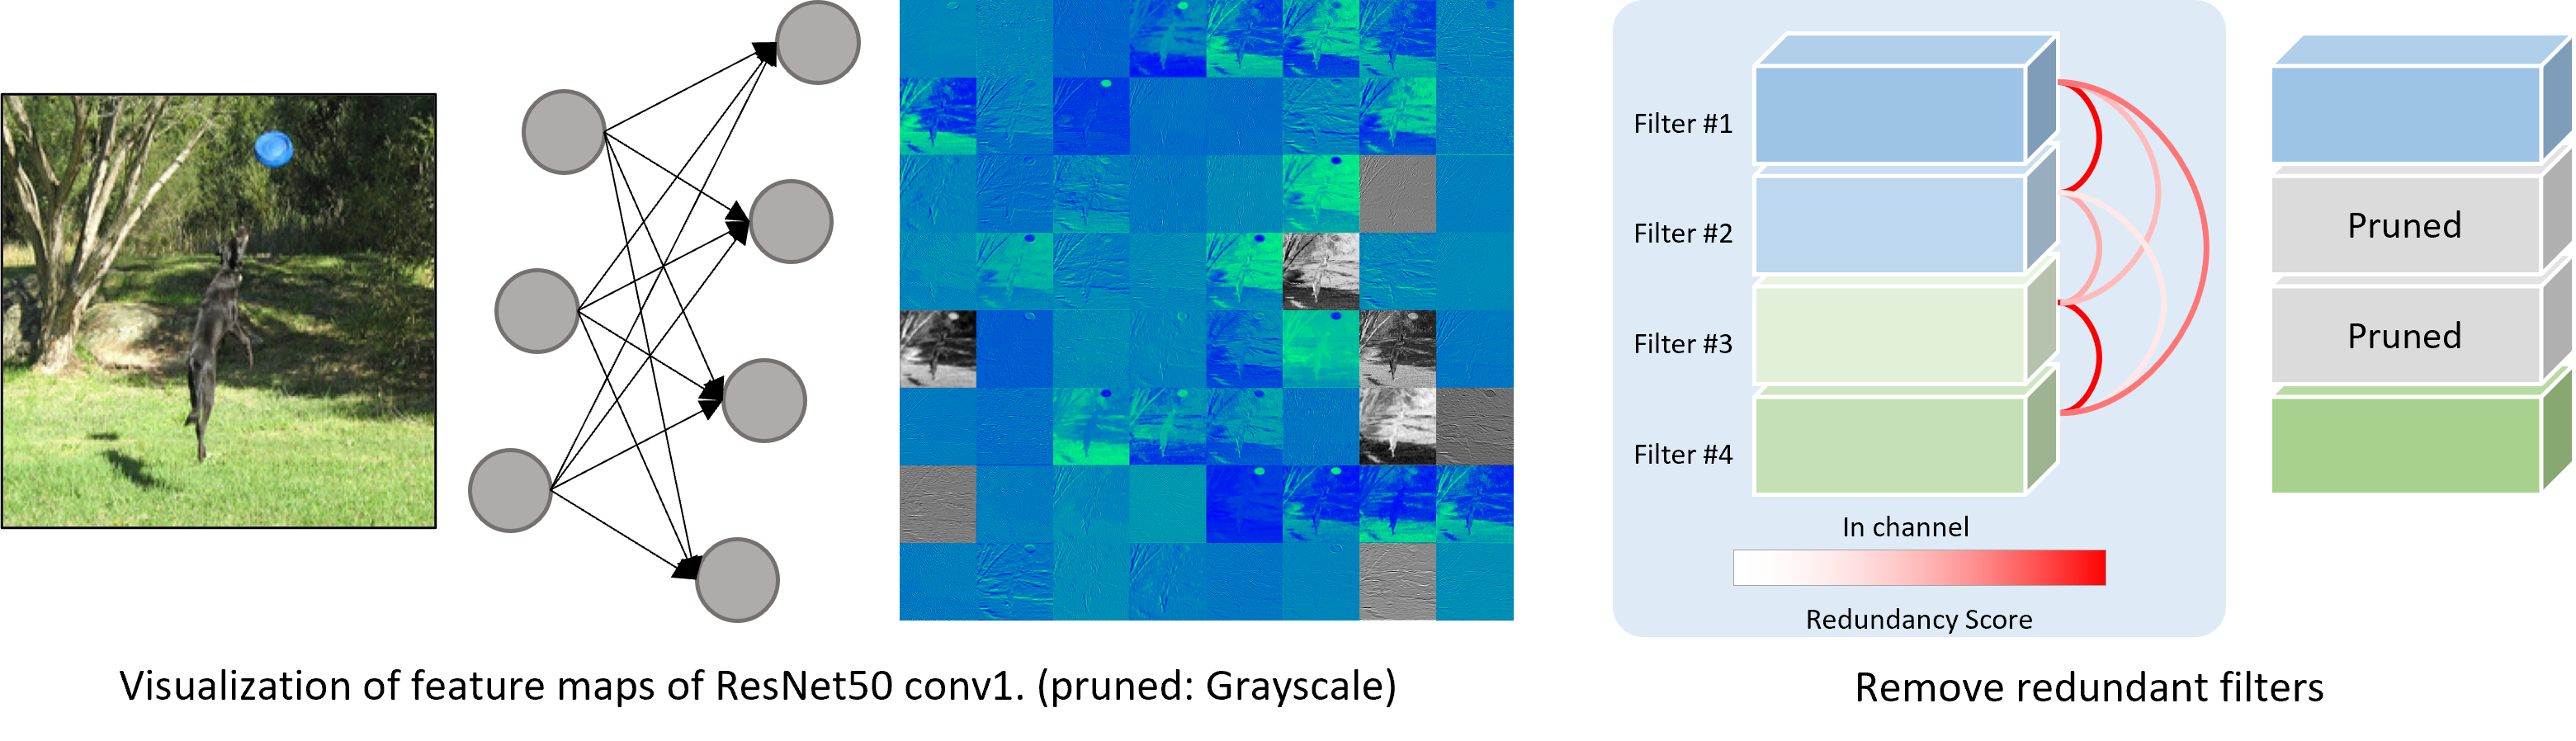 Filter #1
Filter #2
Filter #3
Filter #4
In channel
Redundancy Score
Pruned
Pruned
Visualization of feature maps of ResNet50 conv1. (pruned: Grayscale)
Remove redundant filters